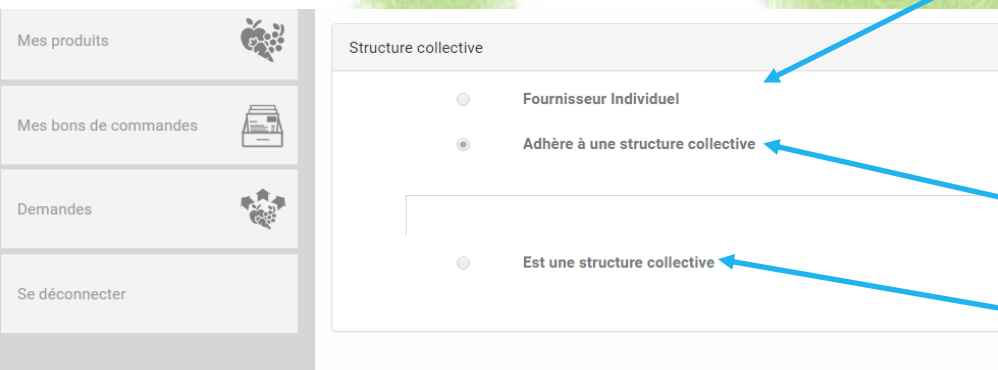 Mes produits
Mes bons de commandes
Demandes
Se déconnecter
Structure collective
Fournisseur Individuel
Adhère à une structure collective
Est une structure collective